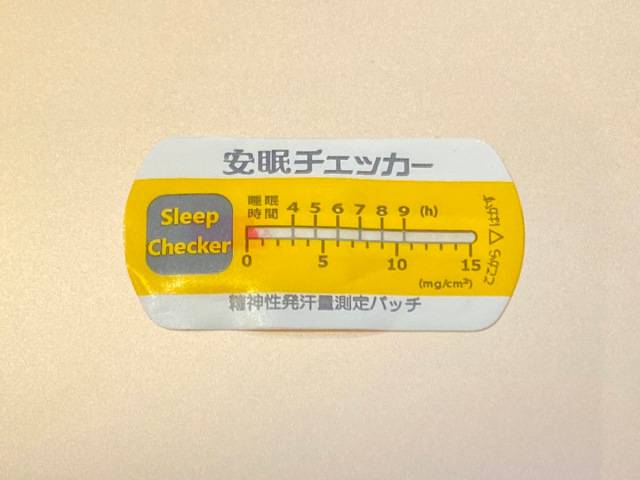 安眠チェッカー
Sleep
Checker
睡眠
時間
4 5 6 7 8 9 (h)
0 5 10 15
(mg/cm²)
精神性発汗量測定パッチ